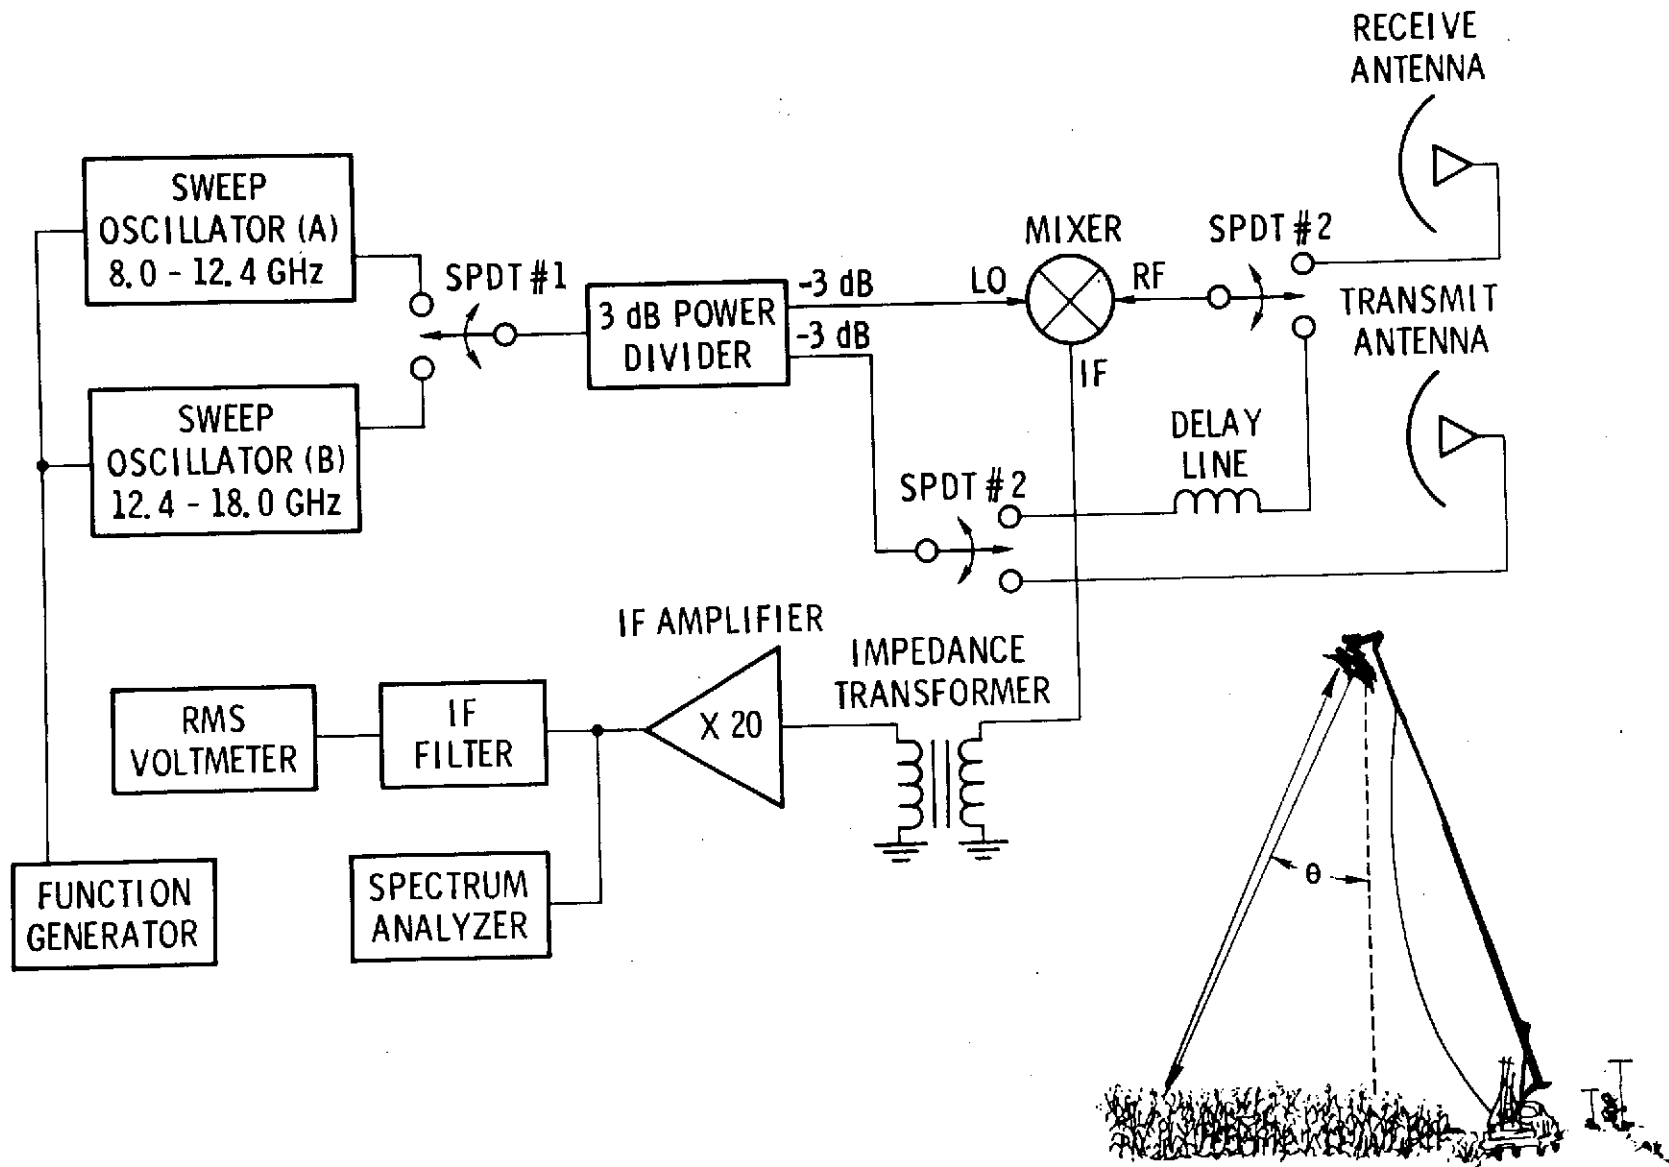 RECEIVE
ANTENNA
SWEEP
OSCILLATOR (A)
8.0 - 12.4 GHz
SPDT #1
3 dB POWER
DIVIDER
-3 dB
-3 dB
LO
MIXER
RF
IF
SPDT #2
TRANSMIT
ANTENNA
SWEEP
OSCILLATOR (B)
12.4 - 18.0 GHz
DELAY
LINE
SPDT #2
IF AMPLIFIER
X 20
IMPEDANCE
TRANSFORMER
RMS
VOLTMETER
IF
FILTER
FUNCTION
GENERATOR
SPECTRUM
ANALYZER
θ